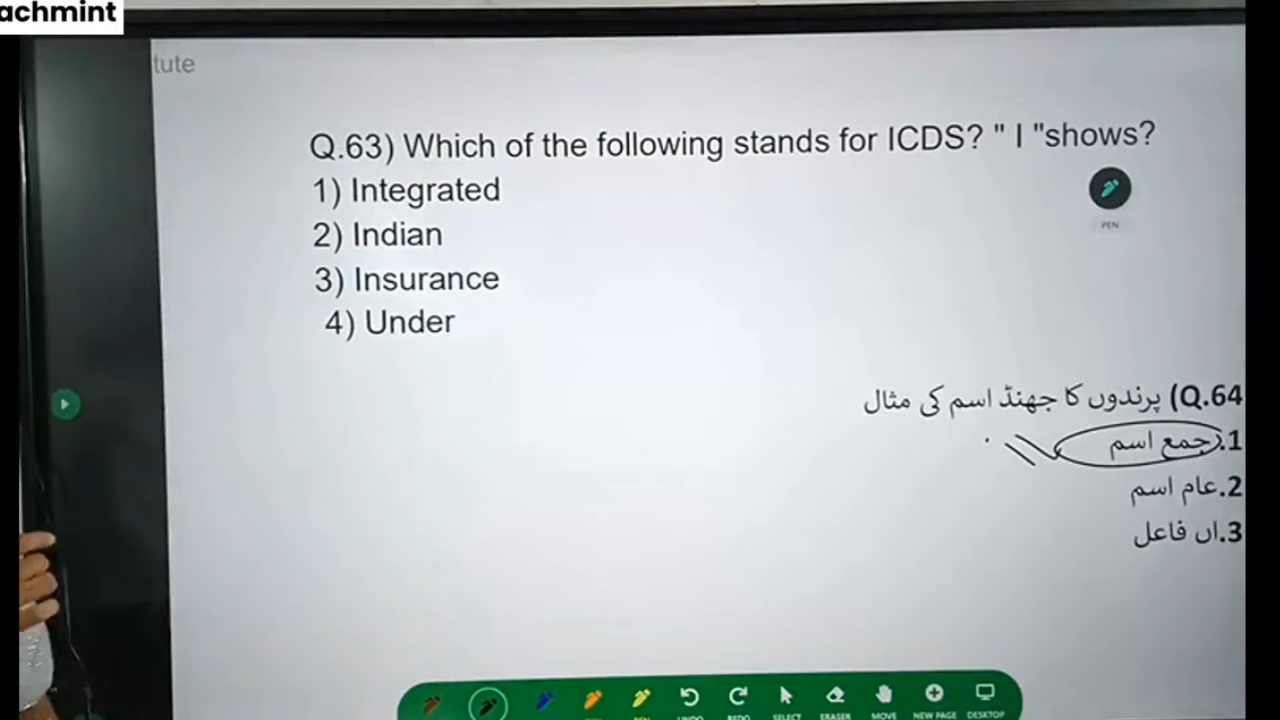 achmint
tute
Q.63) Which of the following stands for ICDS? " I "shows?
1) Integrated
2) Indian
3) Insurance
4) Under
PEN
Q.64) پرندوں کا جھنڈ اسم کی مثال
1.جمع اسم
2.عام اسم
3.اں فاعل
UNDO REDO SELECT ERASER MOVE NEW PAGE DESKTOP